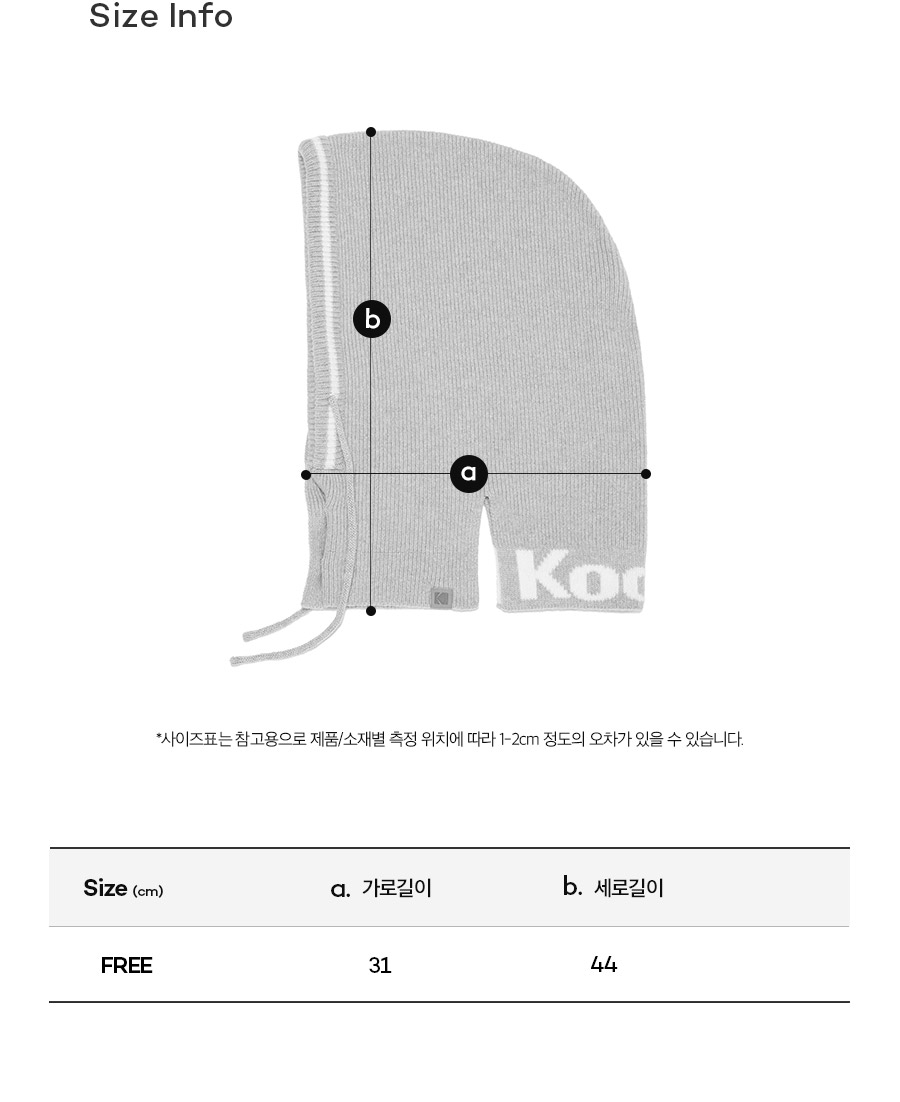 Size Info
b
a
Koo
*사이즈표는 참고용으로 제품/소재별 측정 위치에 따라 1-2cm 정도의 오차가 있을 수 있습니다.
Size (cm) a. 가로길이 b. 세로길이
FREE 31 44